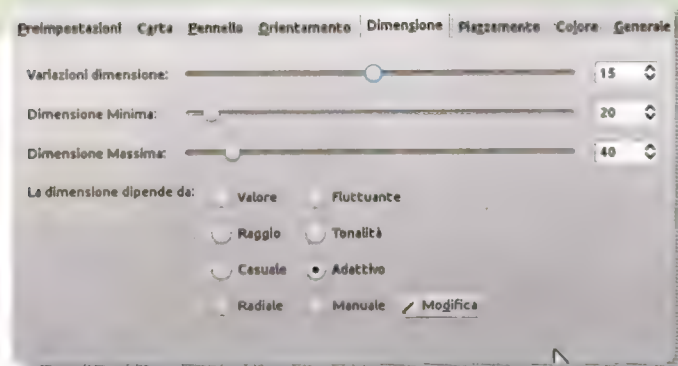 Preimpostazioni Carta Pennello Orientamento Dimensione Piazzamento Colore Generale
Variazioni dimensione: 15
Dimensione Minima: 20
Dimensione Massima: 40
La dimensione dipende da: Valore Fluttuante
Raggio Tonalità
Casuale Adattivo
Radiale Manuale Modifica